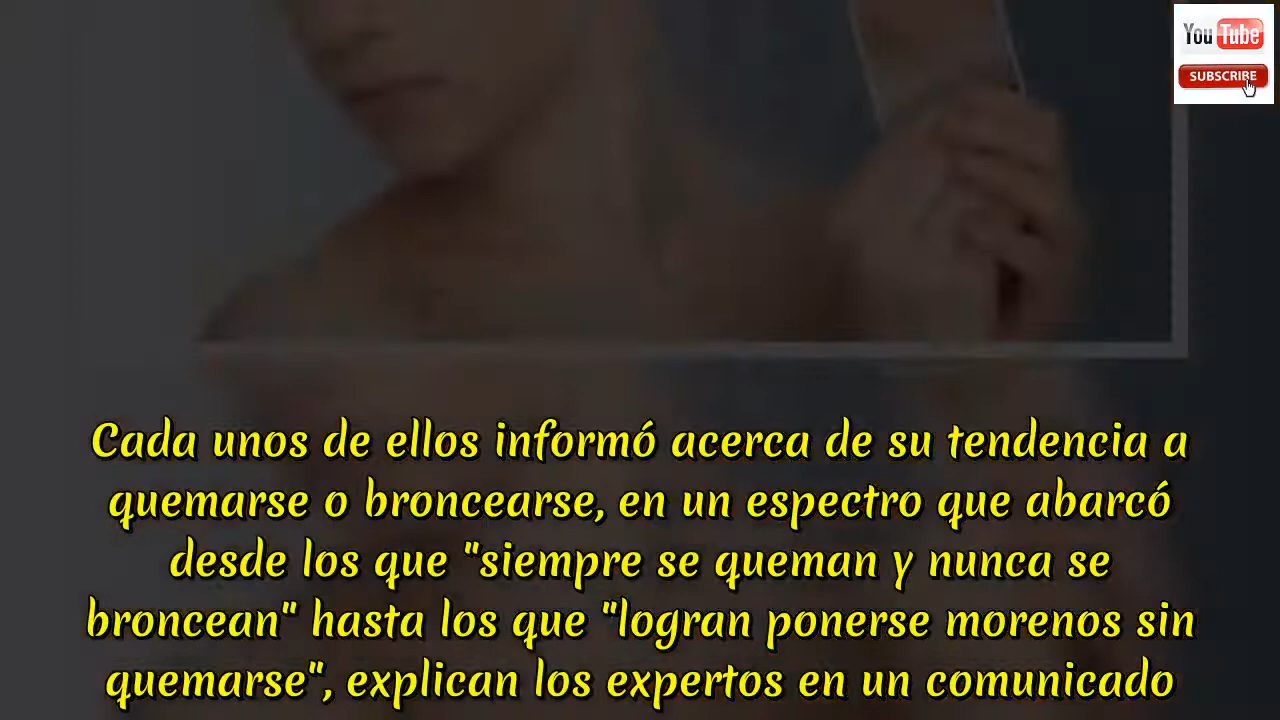 You Tube
SUBSCRIBE
Cada unos de ellos informó acerca de su tendencia a
quemarse o broncearse, en un espectro que abarcó
desde los que "siempre se queman y nunca se
broncean" hasta los que "logran ponerse morenos sin
quemarse", explican los expertos en un comunicado